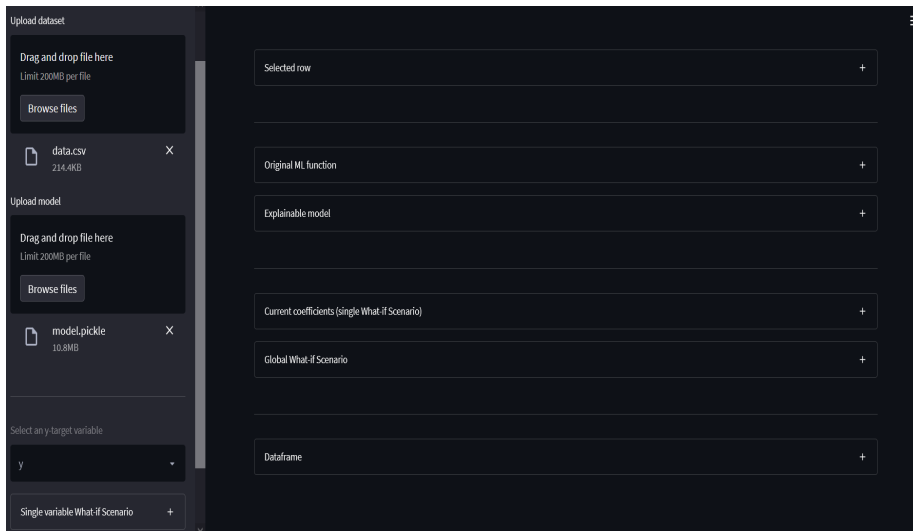 Upload dataset
Drag and drop file here
Limit 200MB per file
Browse files
data.csv
214.4KB
Upload model
Drag and drop file here
Limit 200MB per file
Browse files
model.pickle
10.8MB
Select an y-target variable
y
Single variable What-if Scenario +
Selected row +
Original ML function +
Explainable model +
Current coefficients (single What-if Scenario) +
Global What-if Scenario +
Dataframe +